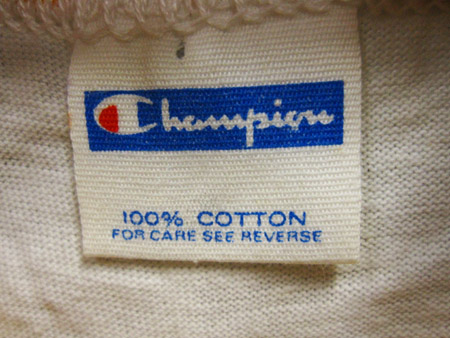 Champion
100% COTTON
FOR CARE SEE REVERSE